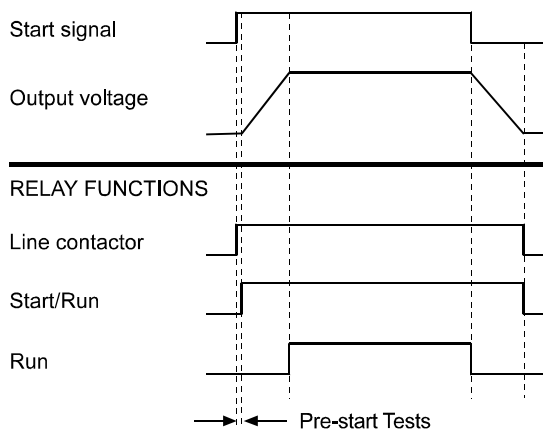 Start signal
Output voltage
RELAY FUNCTIONS
Line contactor
Start/Run
Run
Pre-start Tests